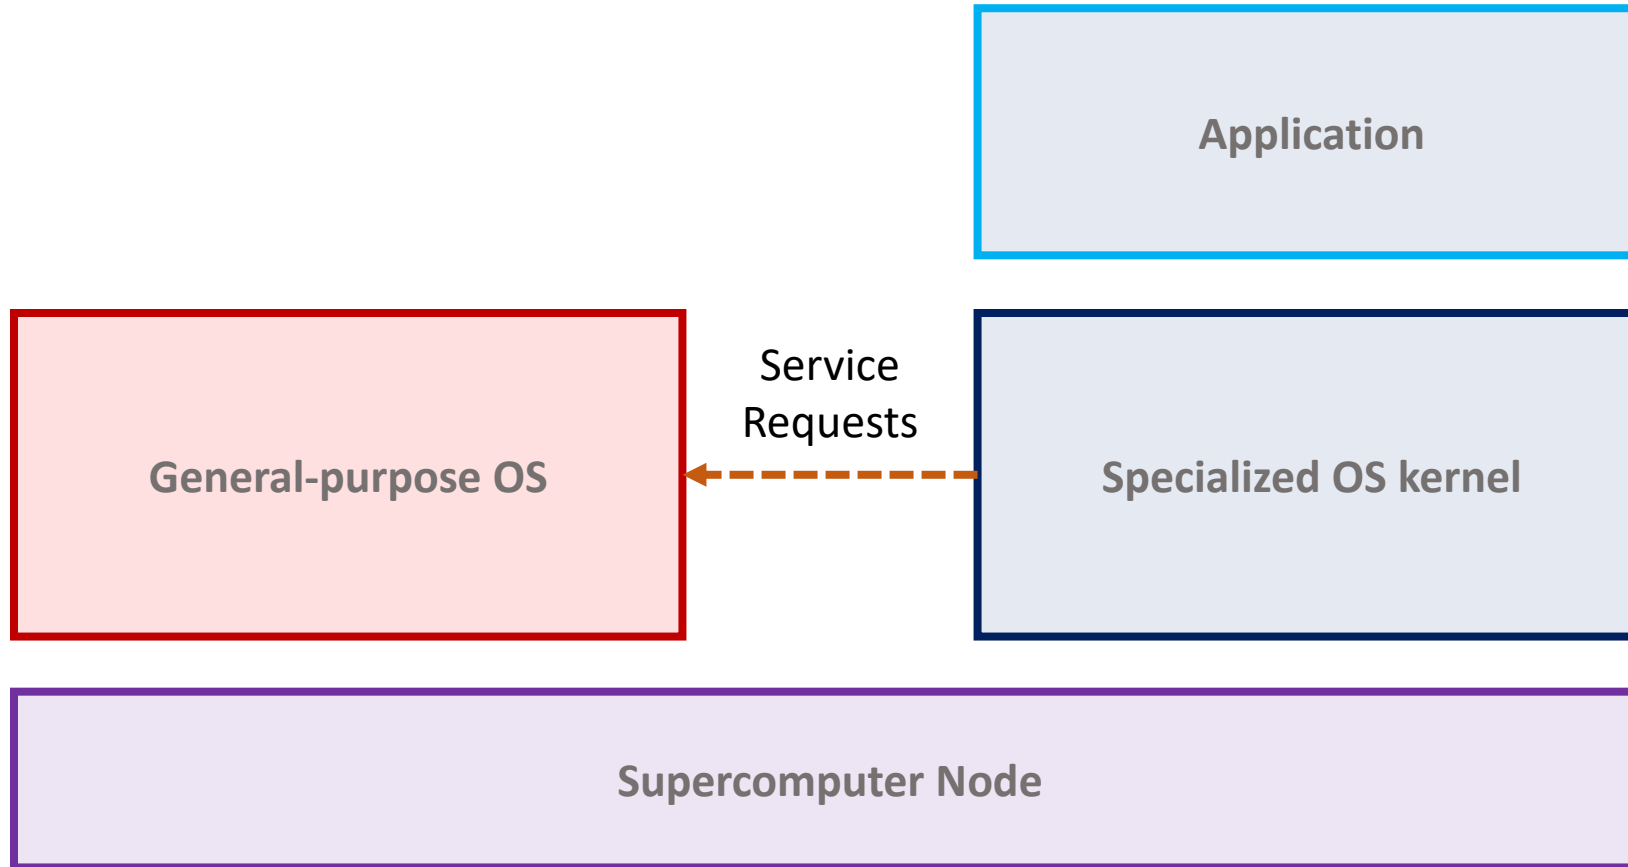 Application
Service
Requests
General-purpose OS
Specialized OS kernel
Supercomputer Node